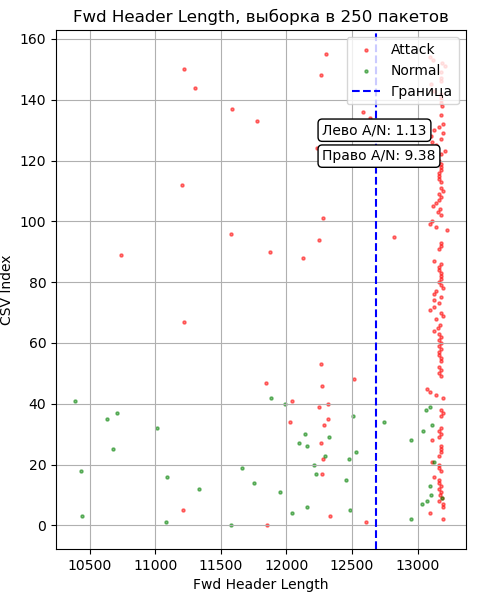 Fwd Header Length, выборка в 250 пакетов
Attack
Normal
Граница
Лево A/N: 1.13
Право A/N: 9.38
CSV Index
160
140
120
100
80
60
40
20
0
10500 11000 11500 12000 12500 13000
Fwd Header Length